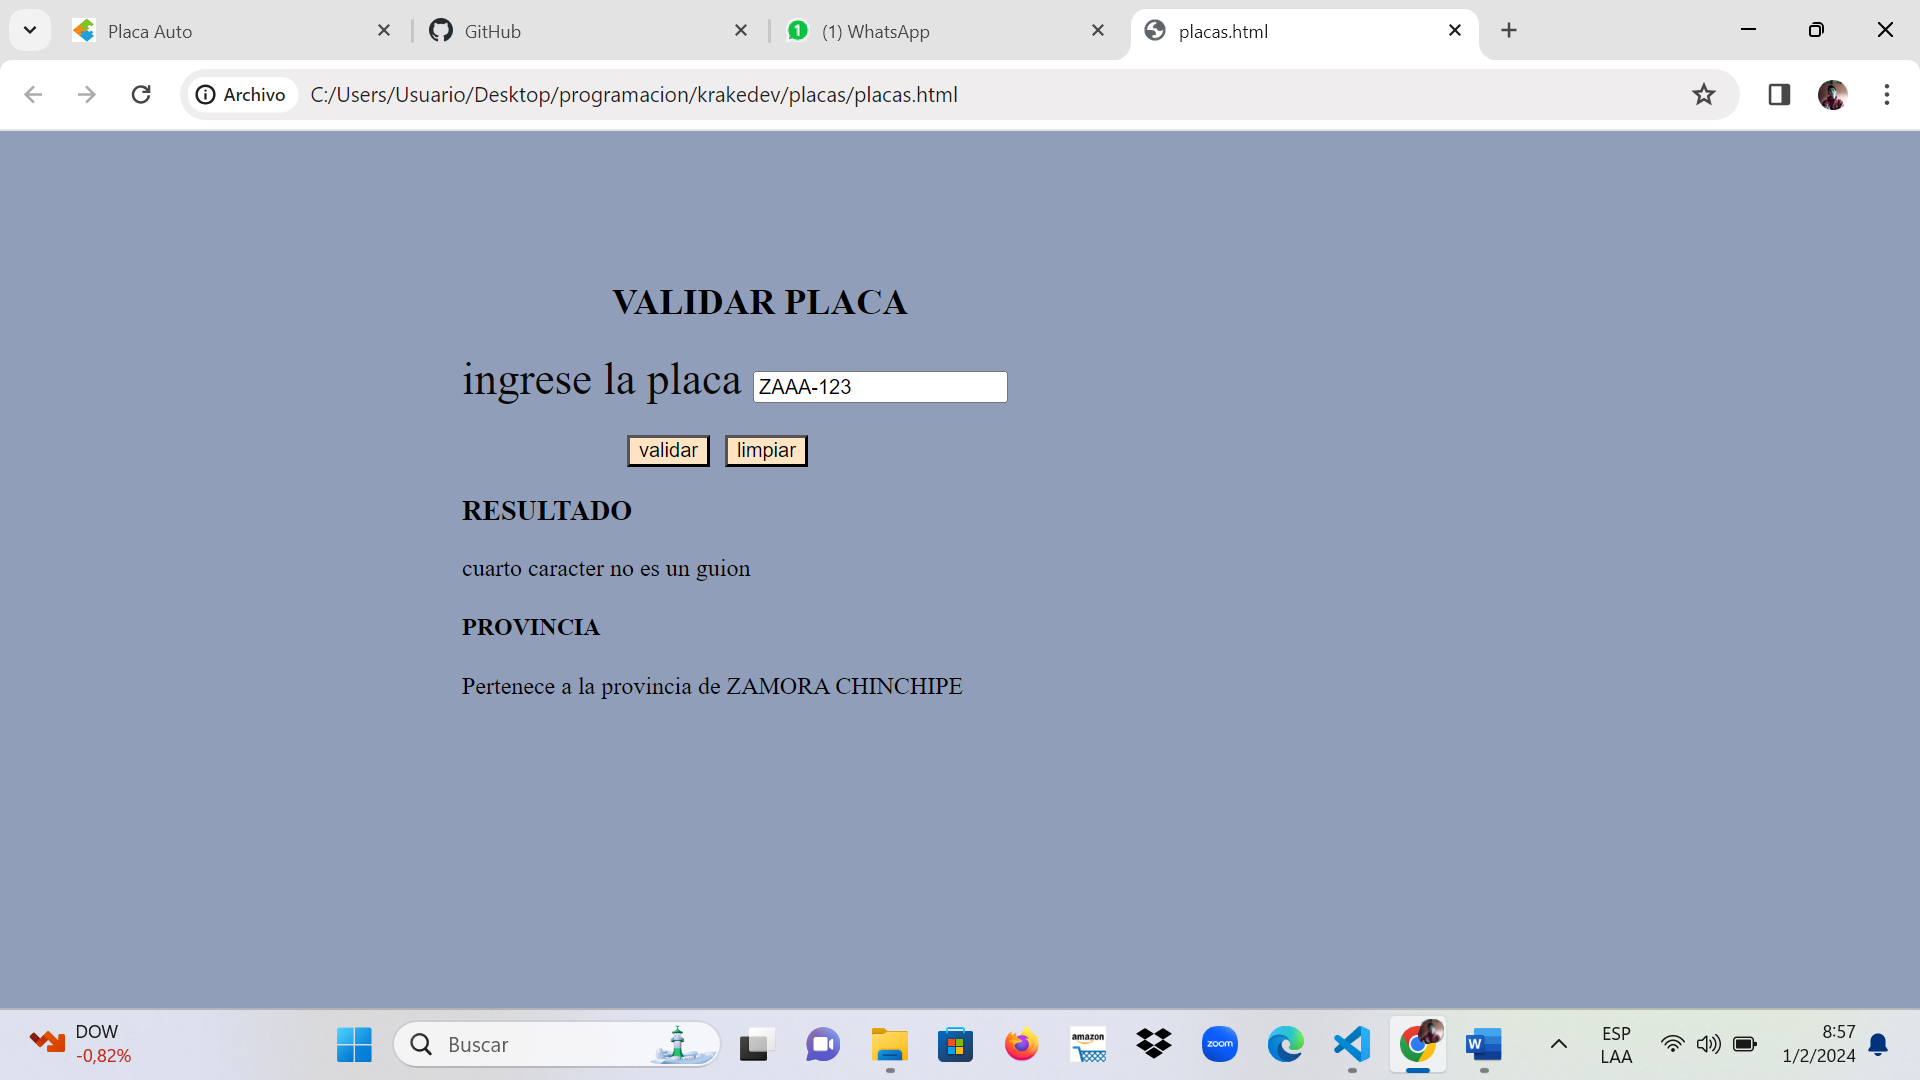 Placa Auto
GitHub
(1) WhatsApp
placas.html
Archivo
C:/Users/Usuario/Desktop/programacion/krakedev/placas/placas.html
VALIDAR PLACA
ingrese la placa ZAAA-123
validar limpiar
RESULTADO
cuarto caracter no es un guion
PROVINCIA
Pertenece a la provincia de ZAMORA CHINCHIPE
DOW
-0,82%
Buscar
amazon
zoom
W
ESP
LAA
8:57
1/2/2024